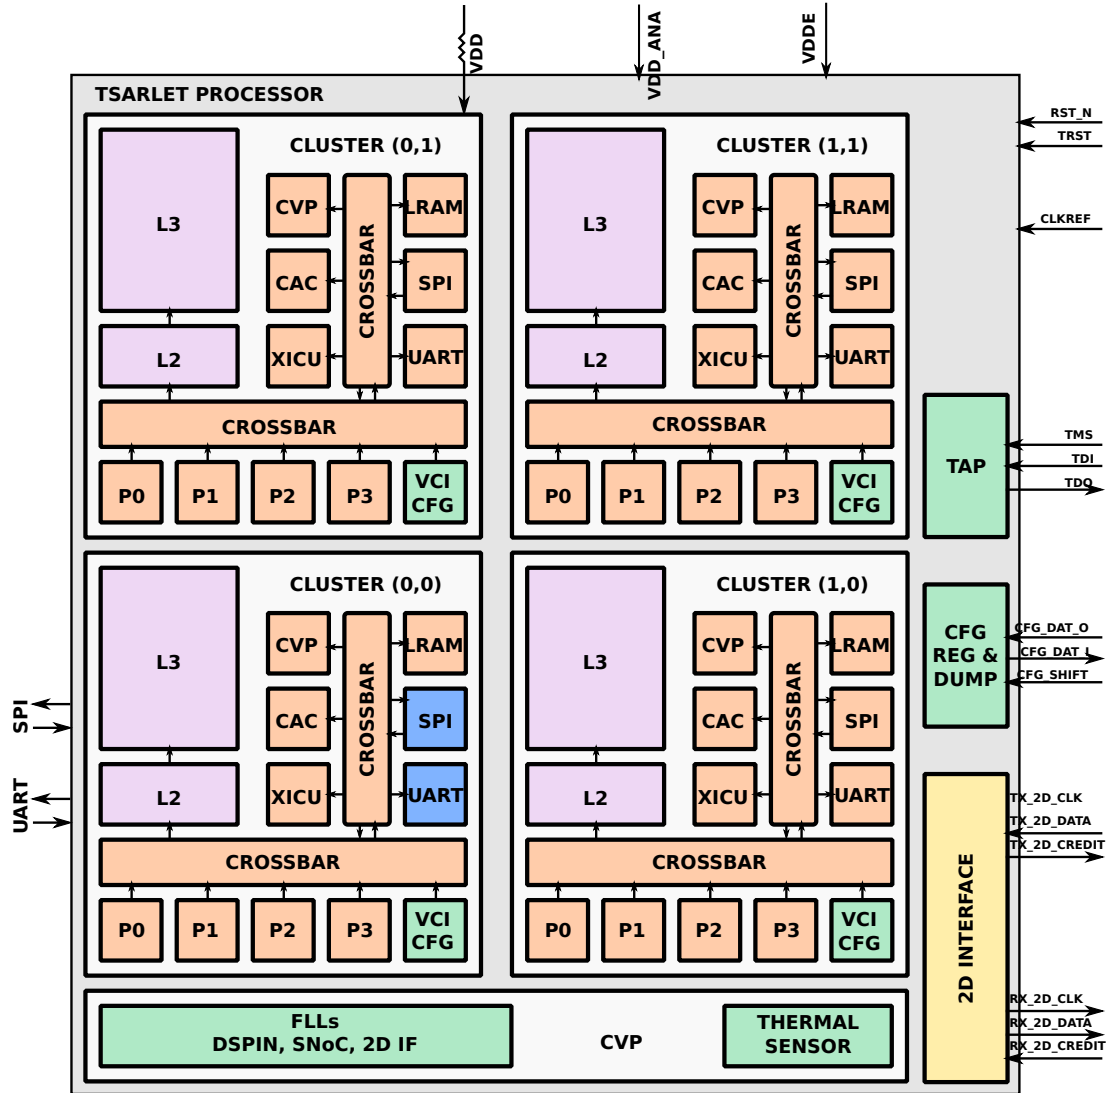 VDD
VDD_ANA
VDDE
TSARLET PROCESSOR
CLUSTER (0,1)
L3
CVP
CROSSBAR
LRAM
CAC
SPI
L2
XICU
UART
CROSSBAR
P0
P1
P2
P3
VCI
CFG
CLUSTER (1,1)
L3
CVP
CROSSBAR
LRAM
CAC
SPI
L2
XICU
UART
CROSSBAR
P0
P1
P2
P3
VCI
CFG
RST_N
TRST
CLKREF
TAP
TMS
TDI
TDO
SPI
UART
CLUSTER (0,0)
L3
CVP
CROSSBAR
LRAM
CAC
SPI
L2
XICU
UART
CROSSBAR
P0
P1
P2
P3
VCI
CFG
CLUSTER (1,0)
L3
CVP
CROSSBAR
LRAM
CAC
SPI
L2
XICU
UART
CROSSBAR
P0
P1
P2
P3
VCI
CFG
CFG
REG &
DUMP
CFG_DAT_O
CFG_DAT_I
CFG_SHIFT
2D INTERFACE
TX_2D_CLK
TX_2D_DATA
TX_2D_CREDIT
RX_2D_CLK
RX_2D_DATA
RX_2D_CREDIT
FLLs
DSPIN, SNoC, 2D IF
CVP
THERMAL
SENSOR